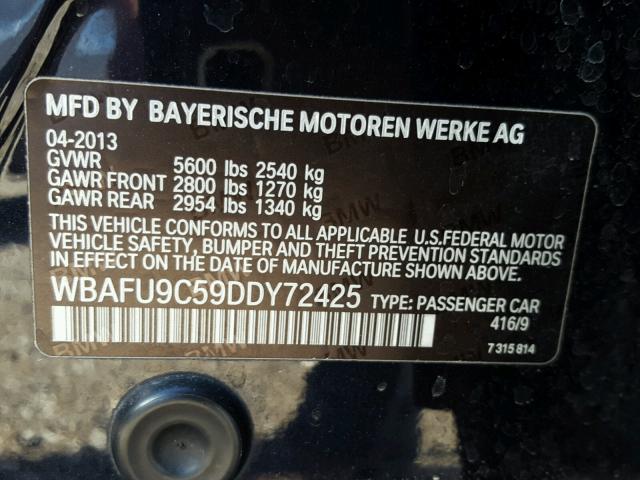 MFD BY BAYERISCHE MOTOREN WERKE AG
04-2013
GVWR 5600 lbs 2540 kg
GAWR FRONT 2800 lbs 1270 kg
GAWR REAR 2954 lbs 1340 kg
THIS VEHICLE CONFORMS TO ALL APPLICABLE U.S.FEDERAL MOTOR
VEHICLE SAFETY, BUMPER AND THEFT PREVENTION STANDARDS
IN EFFECT ON THE DATE OF MANUFACTURE SHOWN ABOVE.
WBAFU9C59DDY72425 TYPE: PASSENGER CAR
416/9
7 315 814